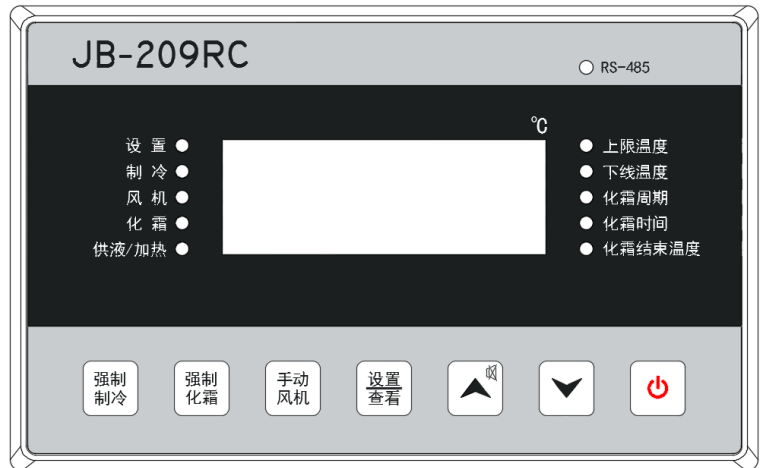 JB-209RC
RS-485
℃
设置
制冷
风机
化霜
供液/加热
上限温度
下线温度
化霜周期
化霜时间
化霜结束温度
强制
制冷
强制
化霜
手动
风机
设置
查看